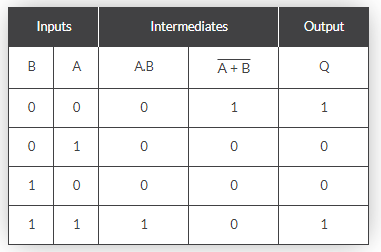 Inputs Intermediates Output
B A A.B A̅ ̅+̅ ̅B̅ Q
0 0 0 1 1
0 1 0 0 0
1 0 0 0 0
1 1 1 0 1